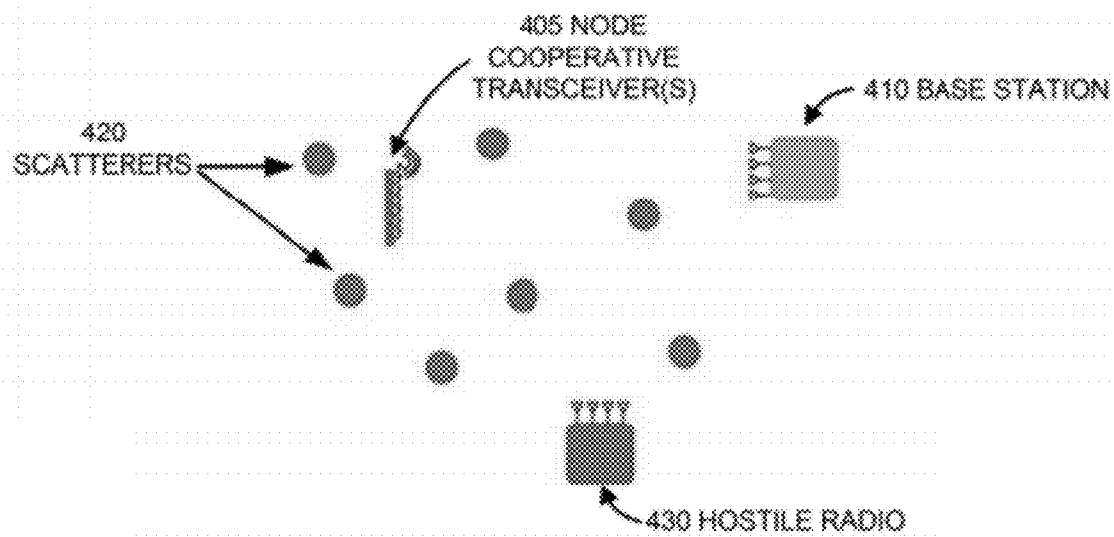 405 NODE
COOPERATIVE
TRANSCEIVER(S)
410 BASE STATION
420
SCATTERERS
430 HOSTILE RADIO